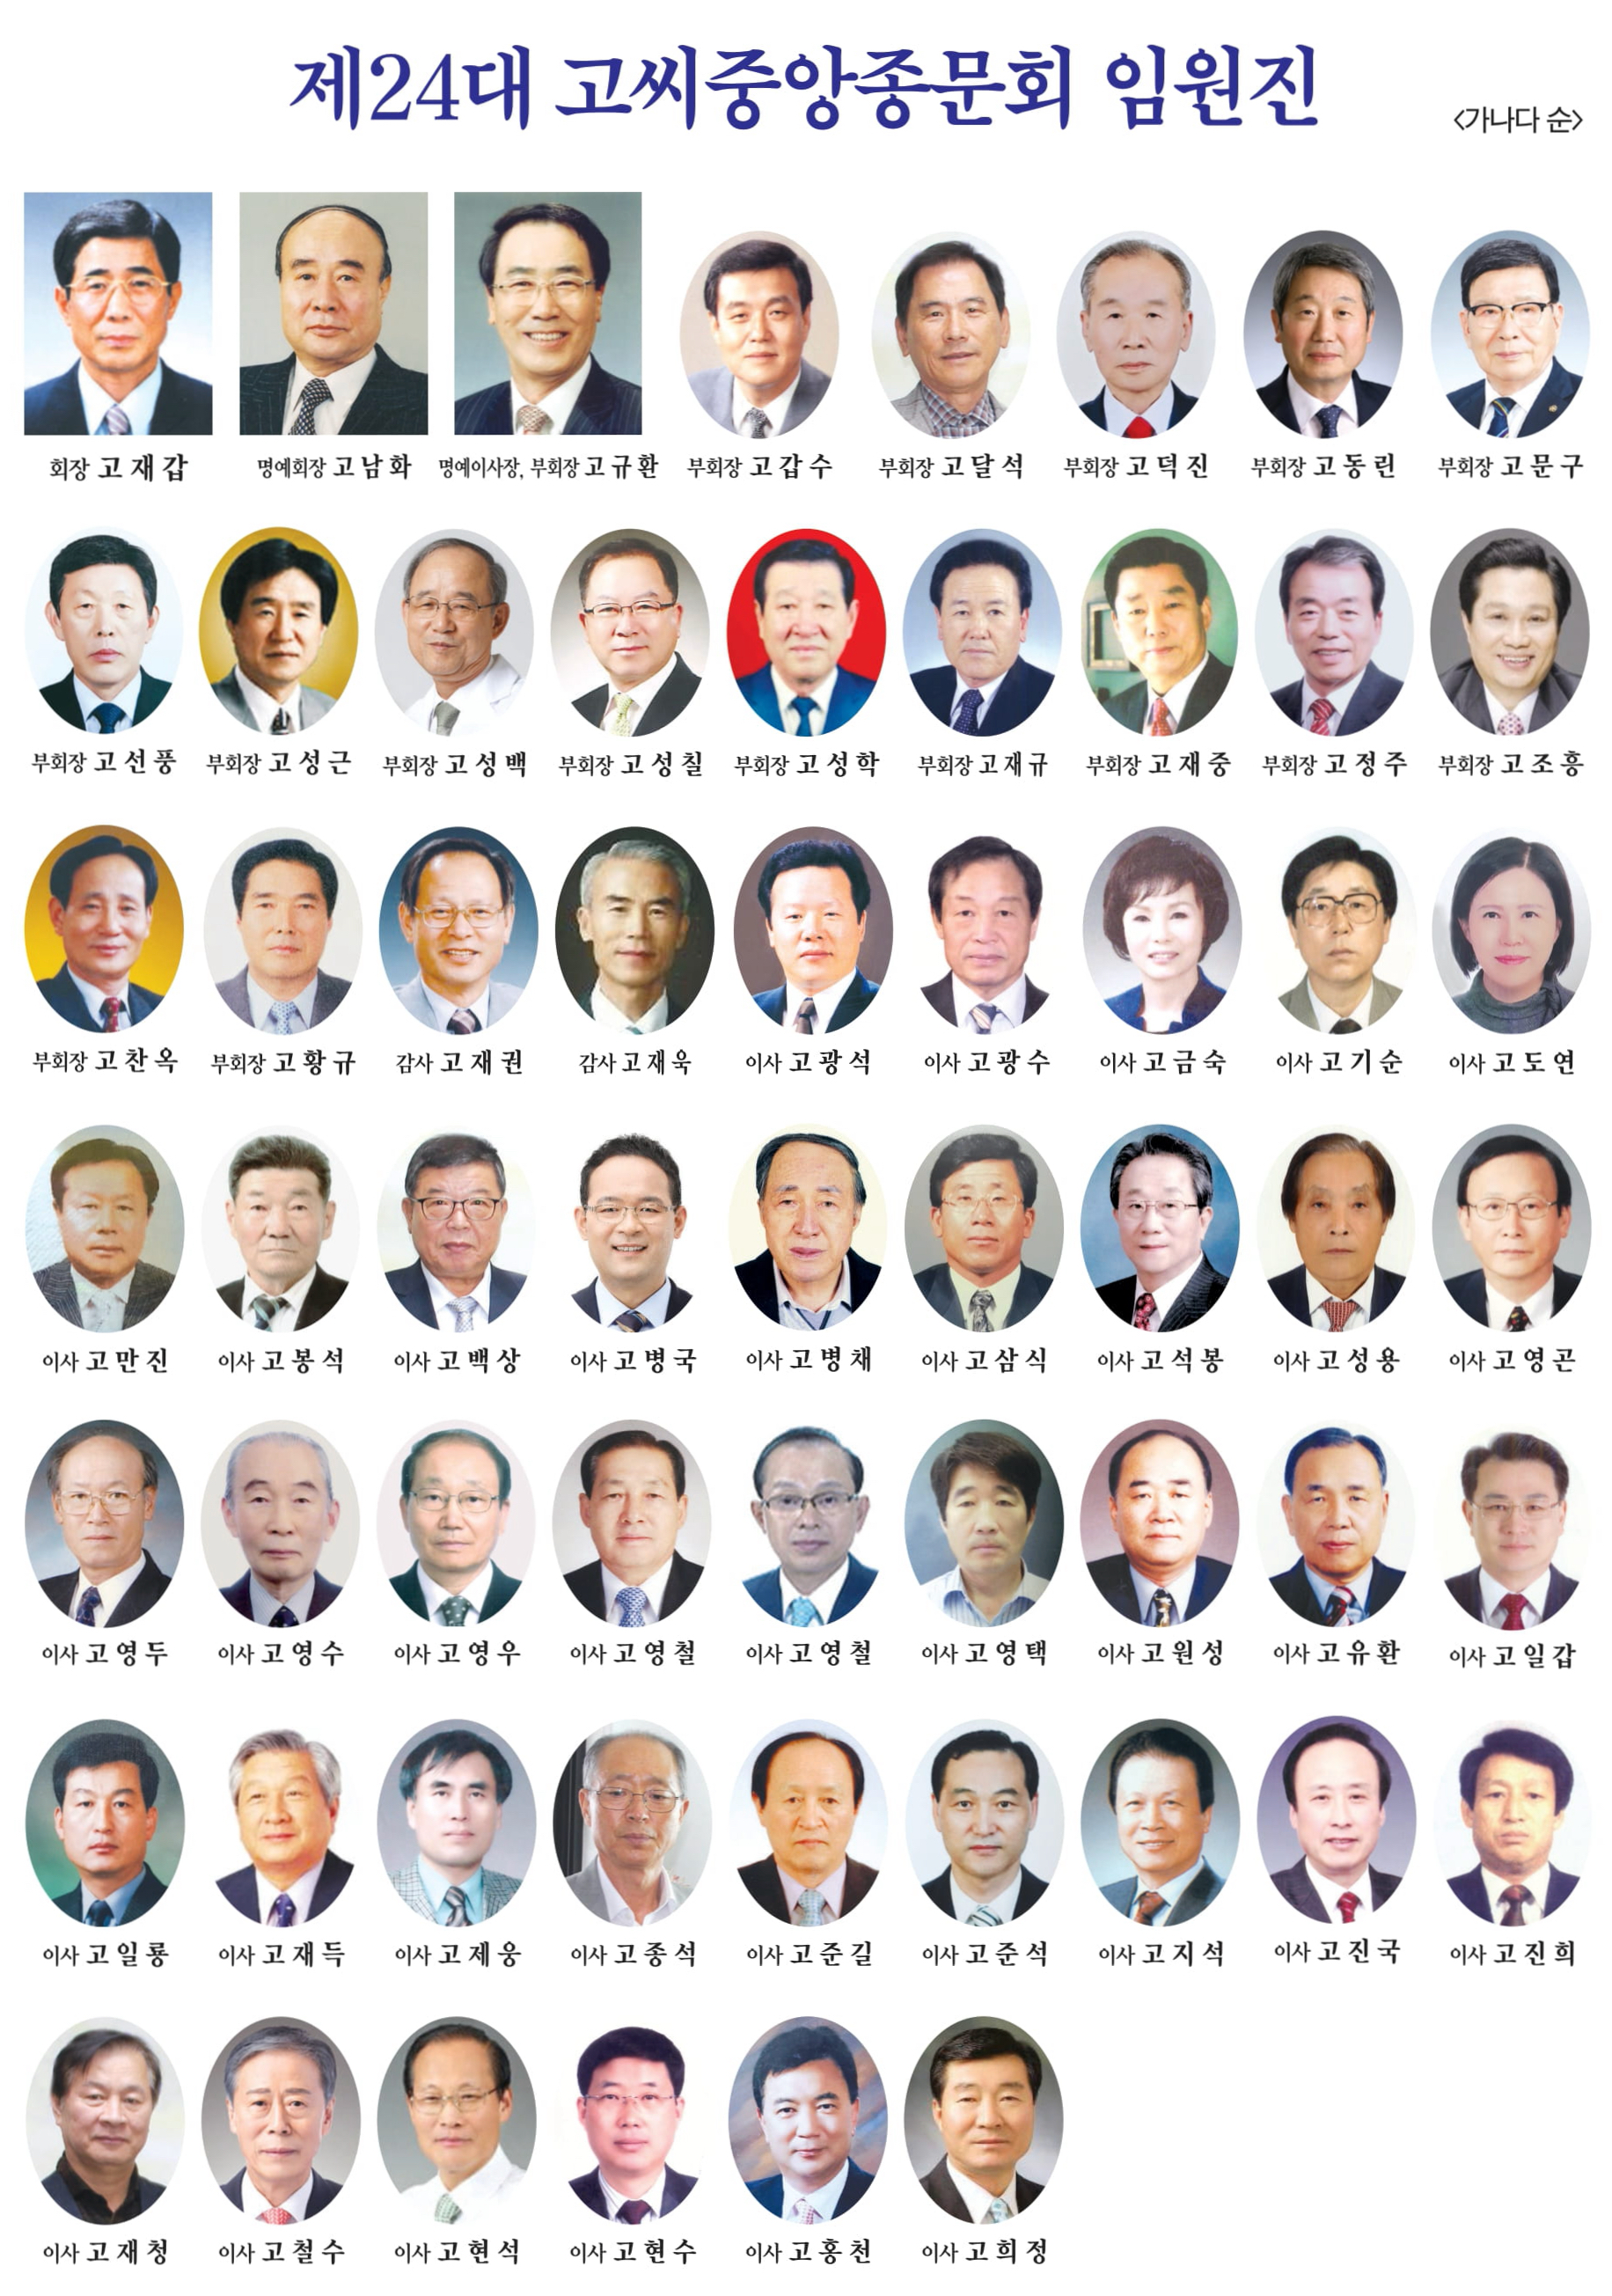 제24대 고씨중앙종문회 임원진
<가나다 순>
회장 고재갑 명예회장 고남화 명예이사장, 부회장 고규환 부회장 고갑수 부회장 고달석 부회장 고덕진 부회장 고동린 부회장 고문구
부회장 고선풍 부회장 고성근 부회장 고성백 부회장 고성칠 부회장 고성학 부회장 고재규 부회장 고재중 부회장 고정주 부회장 고조흥
부회장 고찬옥 부회장 고황규 감사 고재권 감사 고재욱 이사 고광석 이사 고광수 이사 고금숙 이사 고기순 이사 고도연
이사 고만진 이사 고봉석 이사 고백상 이사 고병국 이사 고병채 이사 고삼식 이사 고석봉 이사 고성용 이사 고영곤
이사 고영두 이사 고영수 이사 고영우 이사 고영철 이사 고영철 이사 고영택 이사 고원성 이사 고유환 이사 고일갑
이사 고일룡 이사 고재득 이사 고제웅 이사 고종석 이사 고준길 이사 고준석 이사 고지석 이사 고진국 이사 고진희
이사 고재청 이사 고철수 이사 고현석 이사 고현수 이사 고홍천 이사 고희정